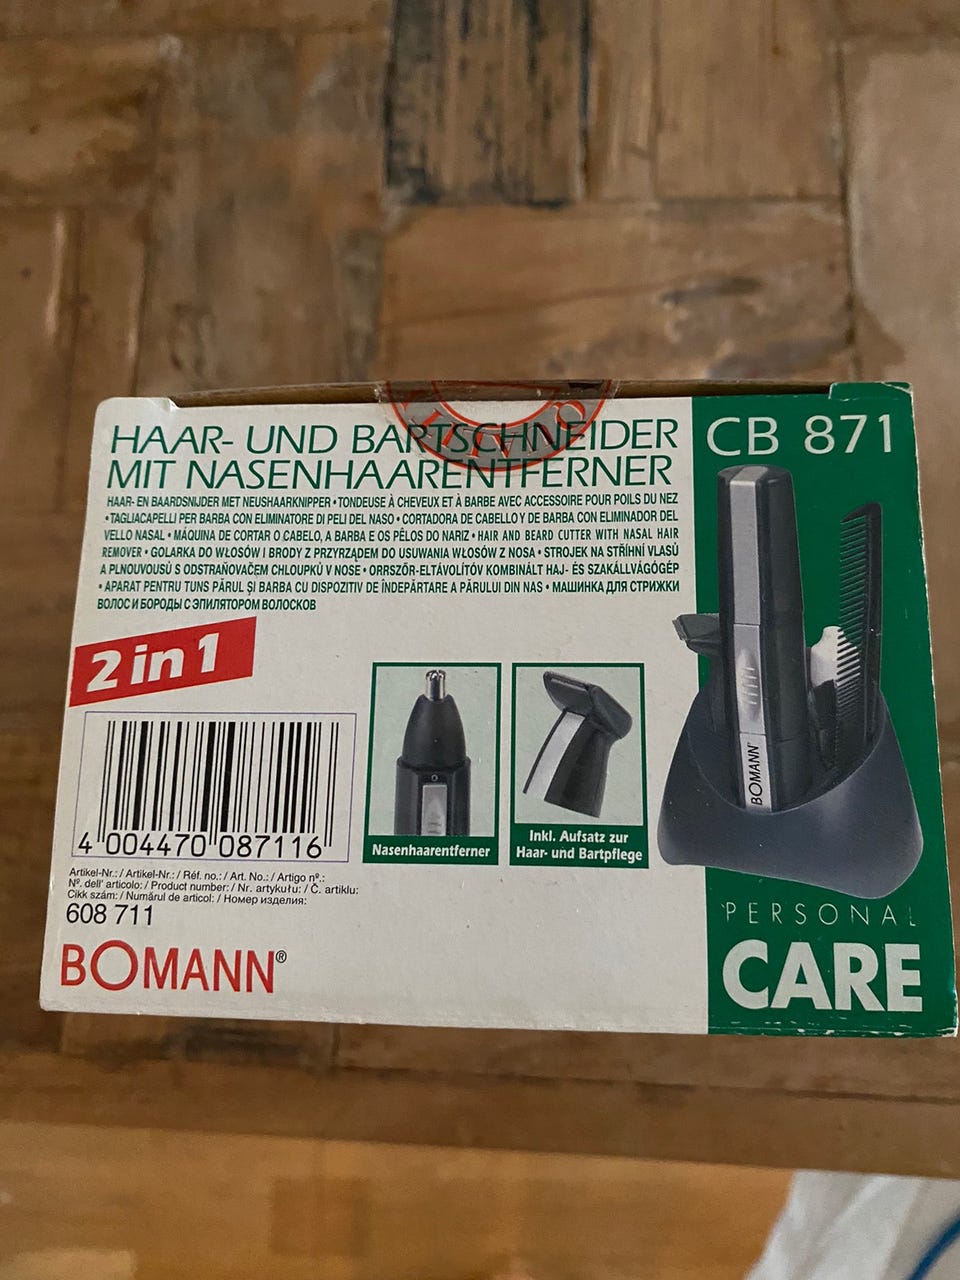 HAAR- UND BARTSCHNEIDER
MIT NASENHAARENTFERNER
HAAR- EN BAARDSNIJDER MET NEUSHAARKNIPPER • TONDEUSE À CHEVEUX ET À BARBE AVEC ACCESSOIRE POUR POILS DU NEZ
• TAGLIACAPELLI PER BARBA CON ELIMINATORE DI PELI DEL NASO • CORTADORA DE CABELLO Y DE BARBA CON ELIMINADOR DEL
VELLO NASAL • MÁQUINA DE CORTAR O CABELO, A BARBA E OS PÊLOS DO NARIZ • HAIR AND BEARD CUTTER WITH NASAL HAIR
REMOVER • GOLARKA DO WŁOSÓW I BRODY Z PRZYRZĄDEM DO USUWANIA WŁOSÓW Z NOSA • STROJEK NA STŘÍHNÍ VLASŮ
A PLNOUVOUSŮ S ODSTRAŇOVAČEM CHLOUPKŮ V NOSE • ORRSZŐR-ELTÁVOLÍTÓV KOMBINÁLT HAJ- ÉS SZAKÁLLVÁGÓGÉP
• APARAT PENTRU TUNS PĂRUL ȘI BARBA CU DISPOZITIV DE ÎNDEPĂRTARE A PĂRULUI DIN NAS • МАШИНКА ДЛЯ СТРИЖКИ
ВОЛОС И БОРОДЫ С ЭПИЛЯТОРОМ ВОЛОСКОВ
CB 871
2 in 1
BOMANN
4 004470 087116
Nasenhaarentferner
Inkl. Aufsatz zur
Haar- und Bartpflege
Artikel-Nr.: / Artikel-Nr.: / Réf. no.: / Art. No.: / Artigo nº.:
Nº. dell' articolo: / Product number: / Nr. artykułu: / Č. artiklu:
Cikk szám: / Numărul de articol: / Номер изделия:
608 711
BOMANN®
PERSONAL
CARE